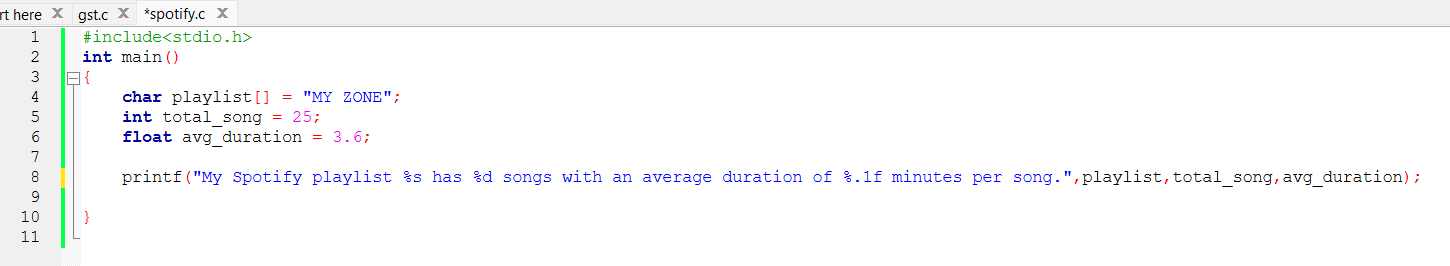 rt here X gst.c X *spotify.c X
1 #include<stdio.h>
2 int main()
3 {
4 char playlist[] = "MY ZONE";
5 int total_song = 25;
6 float avg_duration = 3.6;
7
8 printf("My Spotify playlist %s has %d songs with an average duration of %.1f minutes per song.",playlist,total_song,avg_duration);
9
10 }
11